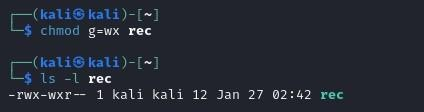 ┌──(kali㉿kali)-[~]
└─$ chmod g=wx rec
┌──(kali㉿kali)-[~]
└─$ ls -l rec
-rwx-wxr-- 1 kali kali 12 Jan 27 02:42 rec